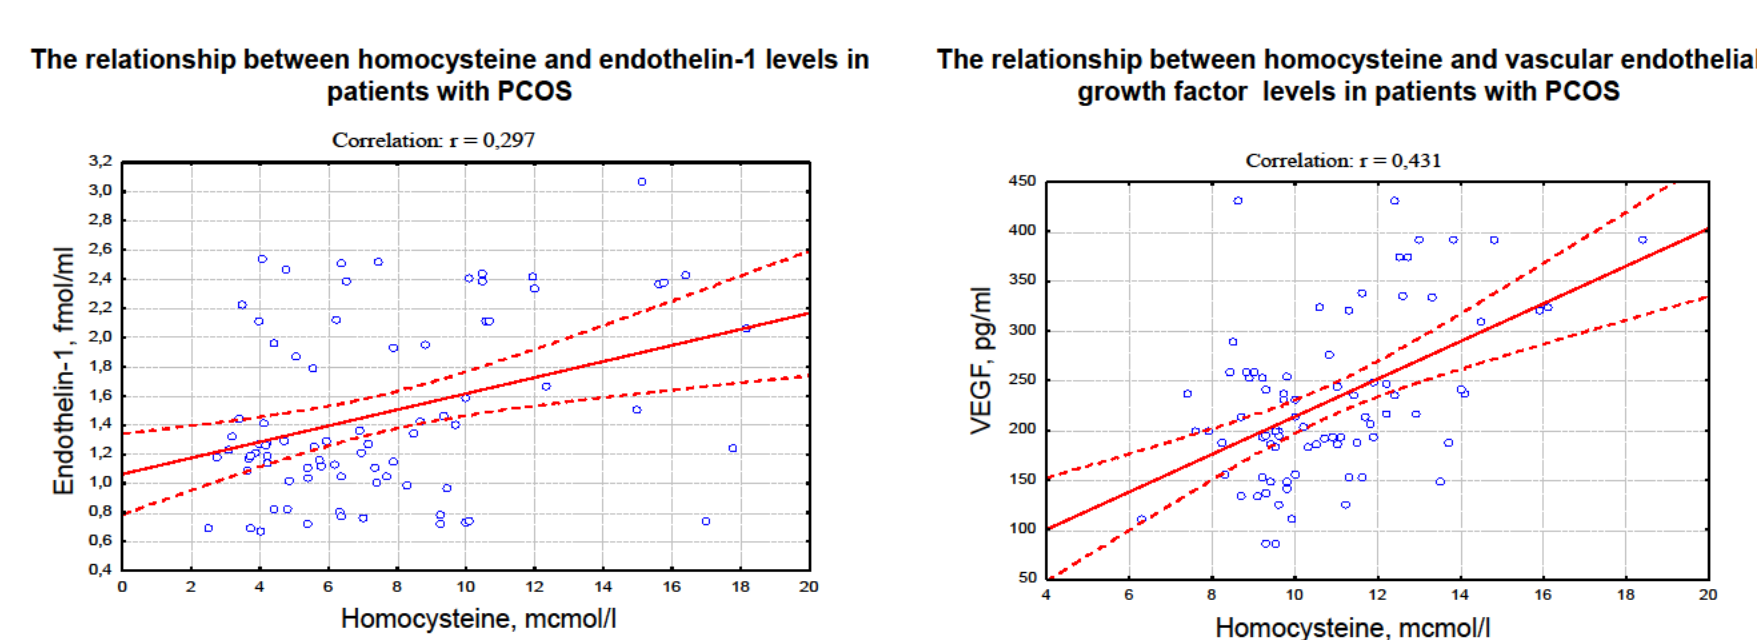 The relationship between homocysteine and endothelin-1 levels in
patients with PCOS
Correlation: r = 0,297
3,2
3,0
2,8
2,6
2,4
2,2
2,0
1,8
1,6
1,4
1,2
1,0
0,8
0,6
0,4
Endothelin-1, fmol/ml
0 2 4 6 8 10 12 14 16 18 20
Homocysteine, mcmol/l
The relationship between homocysteine and vascular endothelial
growth factor levels in patients with PCOS
Correlation: r = 0,431
450
400
350
300
250
200
150
100
50
VEGF, pg/ml
4 6 8 10 12 14 16 18 20
Homocysteine, mcmol/l